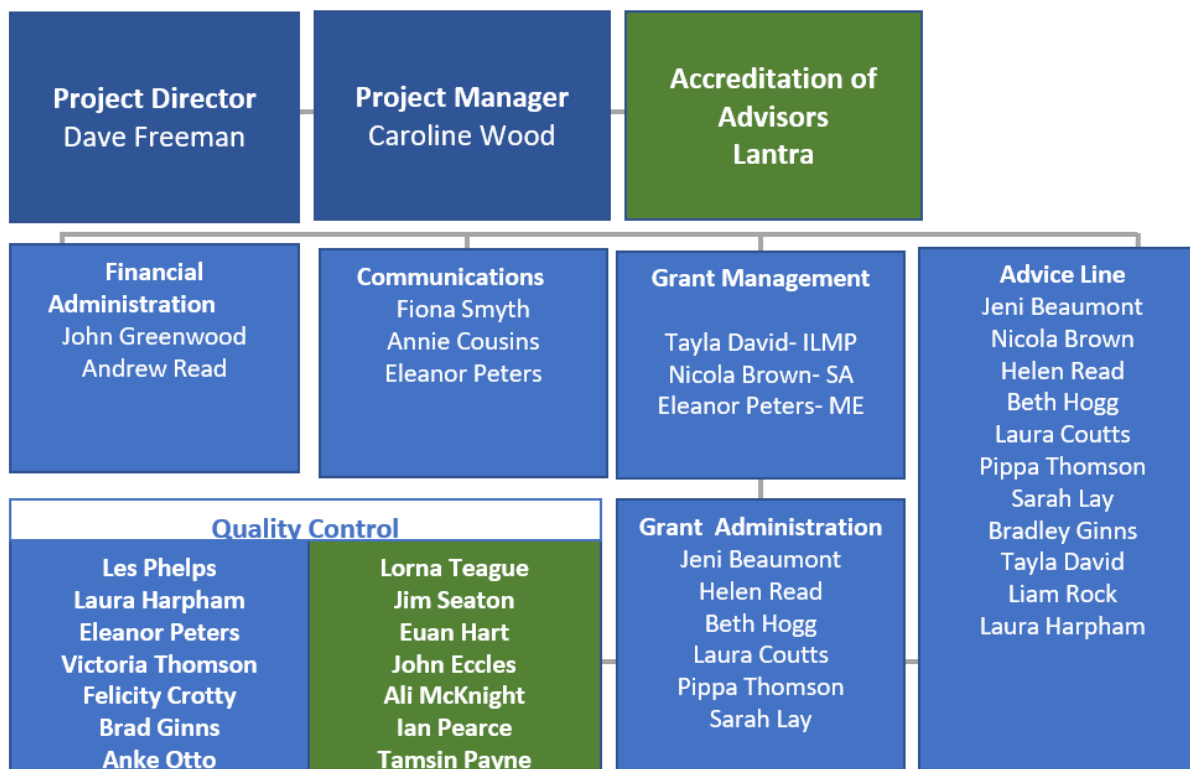 Project Director
Dave Freeman
Project Manager
Caroline Wood
Accreditation of
Advisors
Lantra
Financial
Administration
John Greenwood
Andrew Read
Communications
Fiona Smyth
Annie Cousins
Eleanor Peters
Grant Management
Tayla David- ILMP
Nicola Brown- SA
Eleanor Peters- ME
Advice Line
Jeni Beaumont
Nicola Brown
Helen Read
Beth Hogg
Laura Coutts
Pippa Thomson
Sarah Lay
Bradley Ginns
Tayla David
Liam Rock
Laura Harpham
Quality Control
Les Phelps
Laura Harpham
Eleanor Peters
Victoria Thomson
Felicity Crotty
Brad Ginns
Anke Otto
Lorna Teague
Jim Seaton
Euan Hart
John Eccles
Ali McKnight
Ian Pearce
Tamsin Payne
Grant Administration
Jeni Beaumont
Helen Read
Beth Hogg
Laura Coutts
Pippa Thomson
Sarah Lay